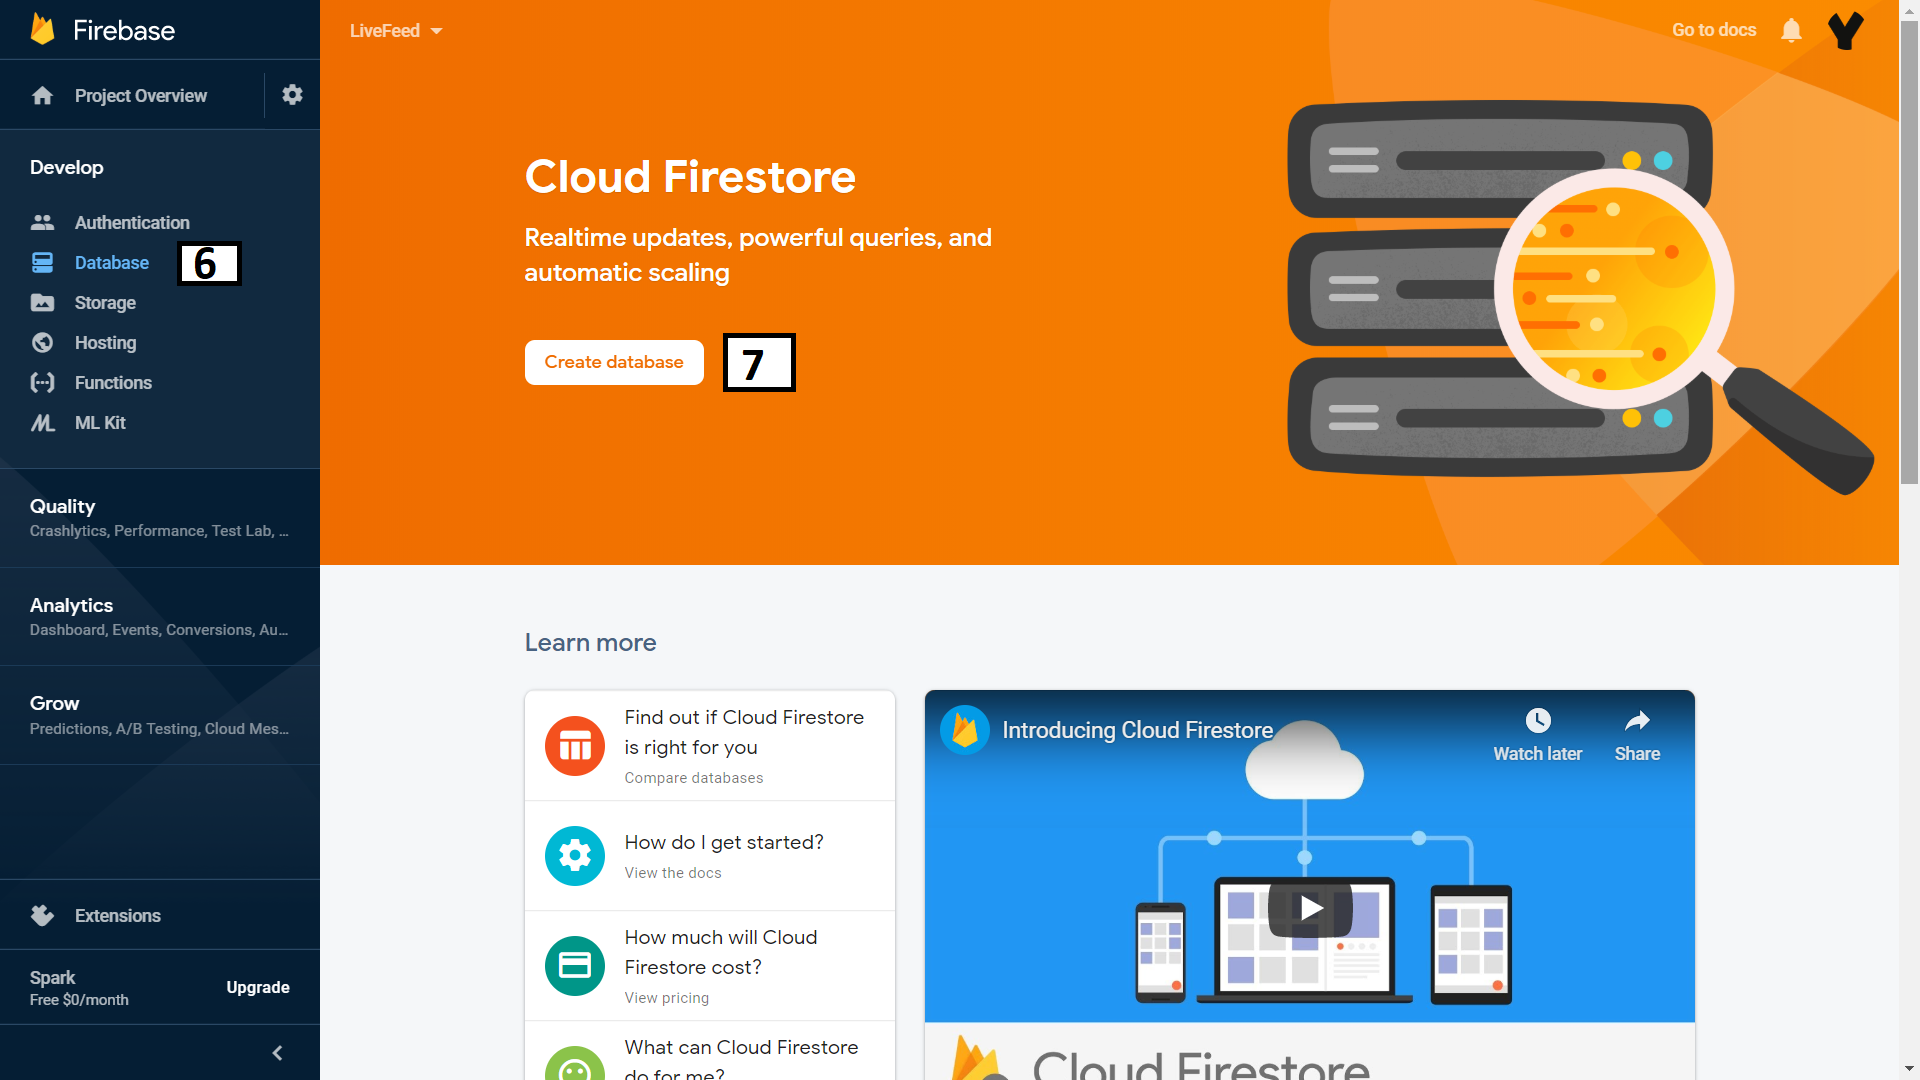 Firebase
Project Overview
Develop
Authentication
Database
6
Storage
Hosting
Functions
ML Kit
Quality
Crashlytics, Performance, Test Lab, ...
Analytics
Dashboard, Events, Conversions, Au...
Grow
Predictions, A/B Testing, Cloud Mes...
Extensions
Spark
Free $0/month
Upgrade
LiveFeed
Go to docs
Cloud Firestore
Realtime updates, powerful queries, and
automatic scaling
Create database
7
Learn more
Find out if Cloud Firestore
is right for you
Compare databases
How do I get started?
View the docs
How much will Cloud
Firestore cost?
View pricing
What can Cloud Firestore
do for me?
Introducing Cloud Firestore
Watch later
Share
Cloud Firestore